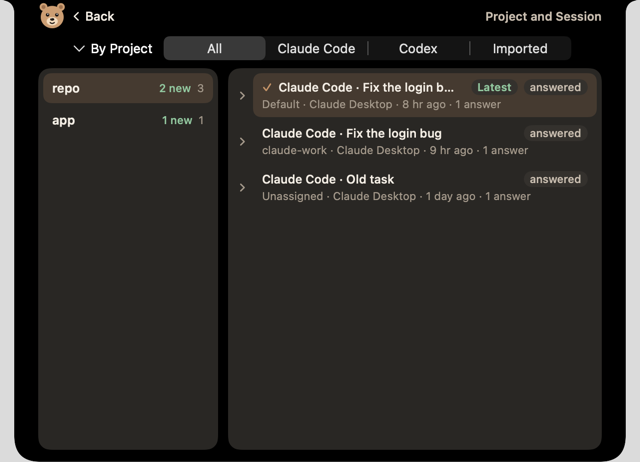 Back
Project and Session
By Project
All
Claude Code
Codex
Imported
repo
2 new 3
app
1 new 1
Claude Code · Fix the login b...
Latest
answered
Default · Claude Desktop · 8 hr ago · 1 answer
Claude Code · Fix the login bug
answered
claude-work · Claude Desktop · 9 hr ago · 1 answer
Claude Code · Old task
answered
Unassigned · Claude Desktop · 1 day ago · 1 answer